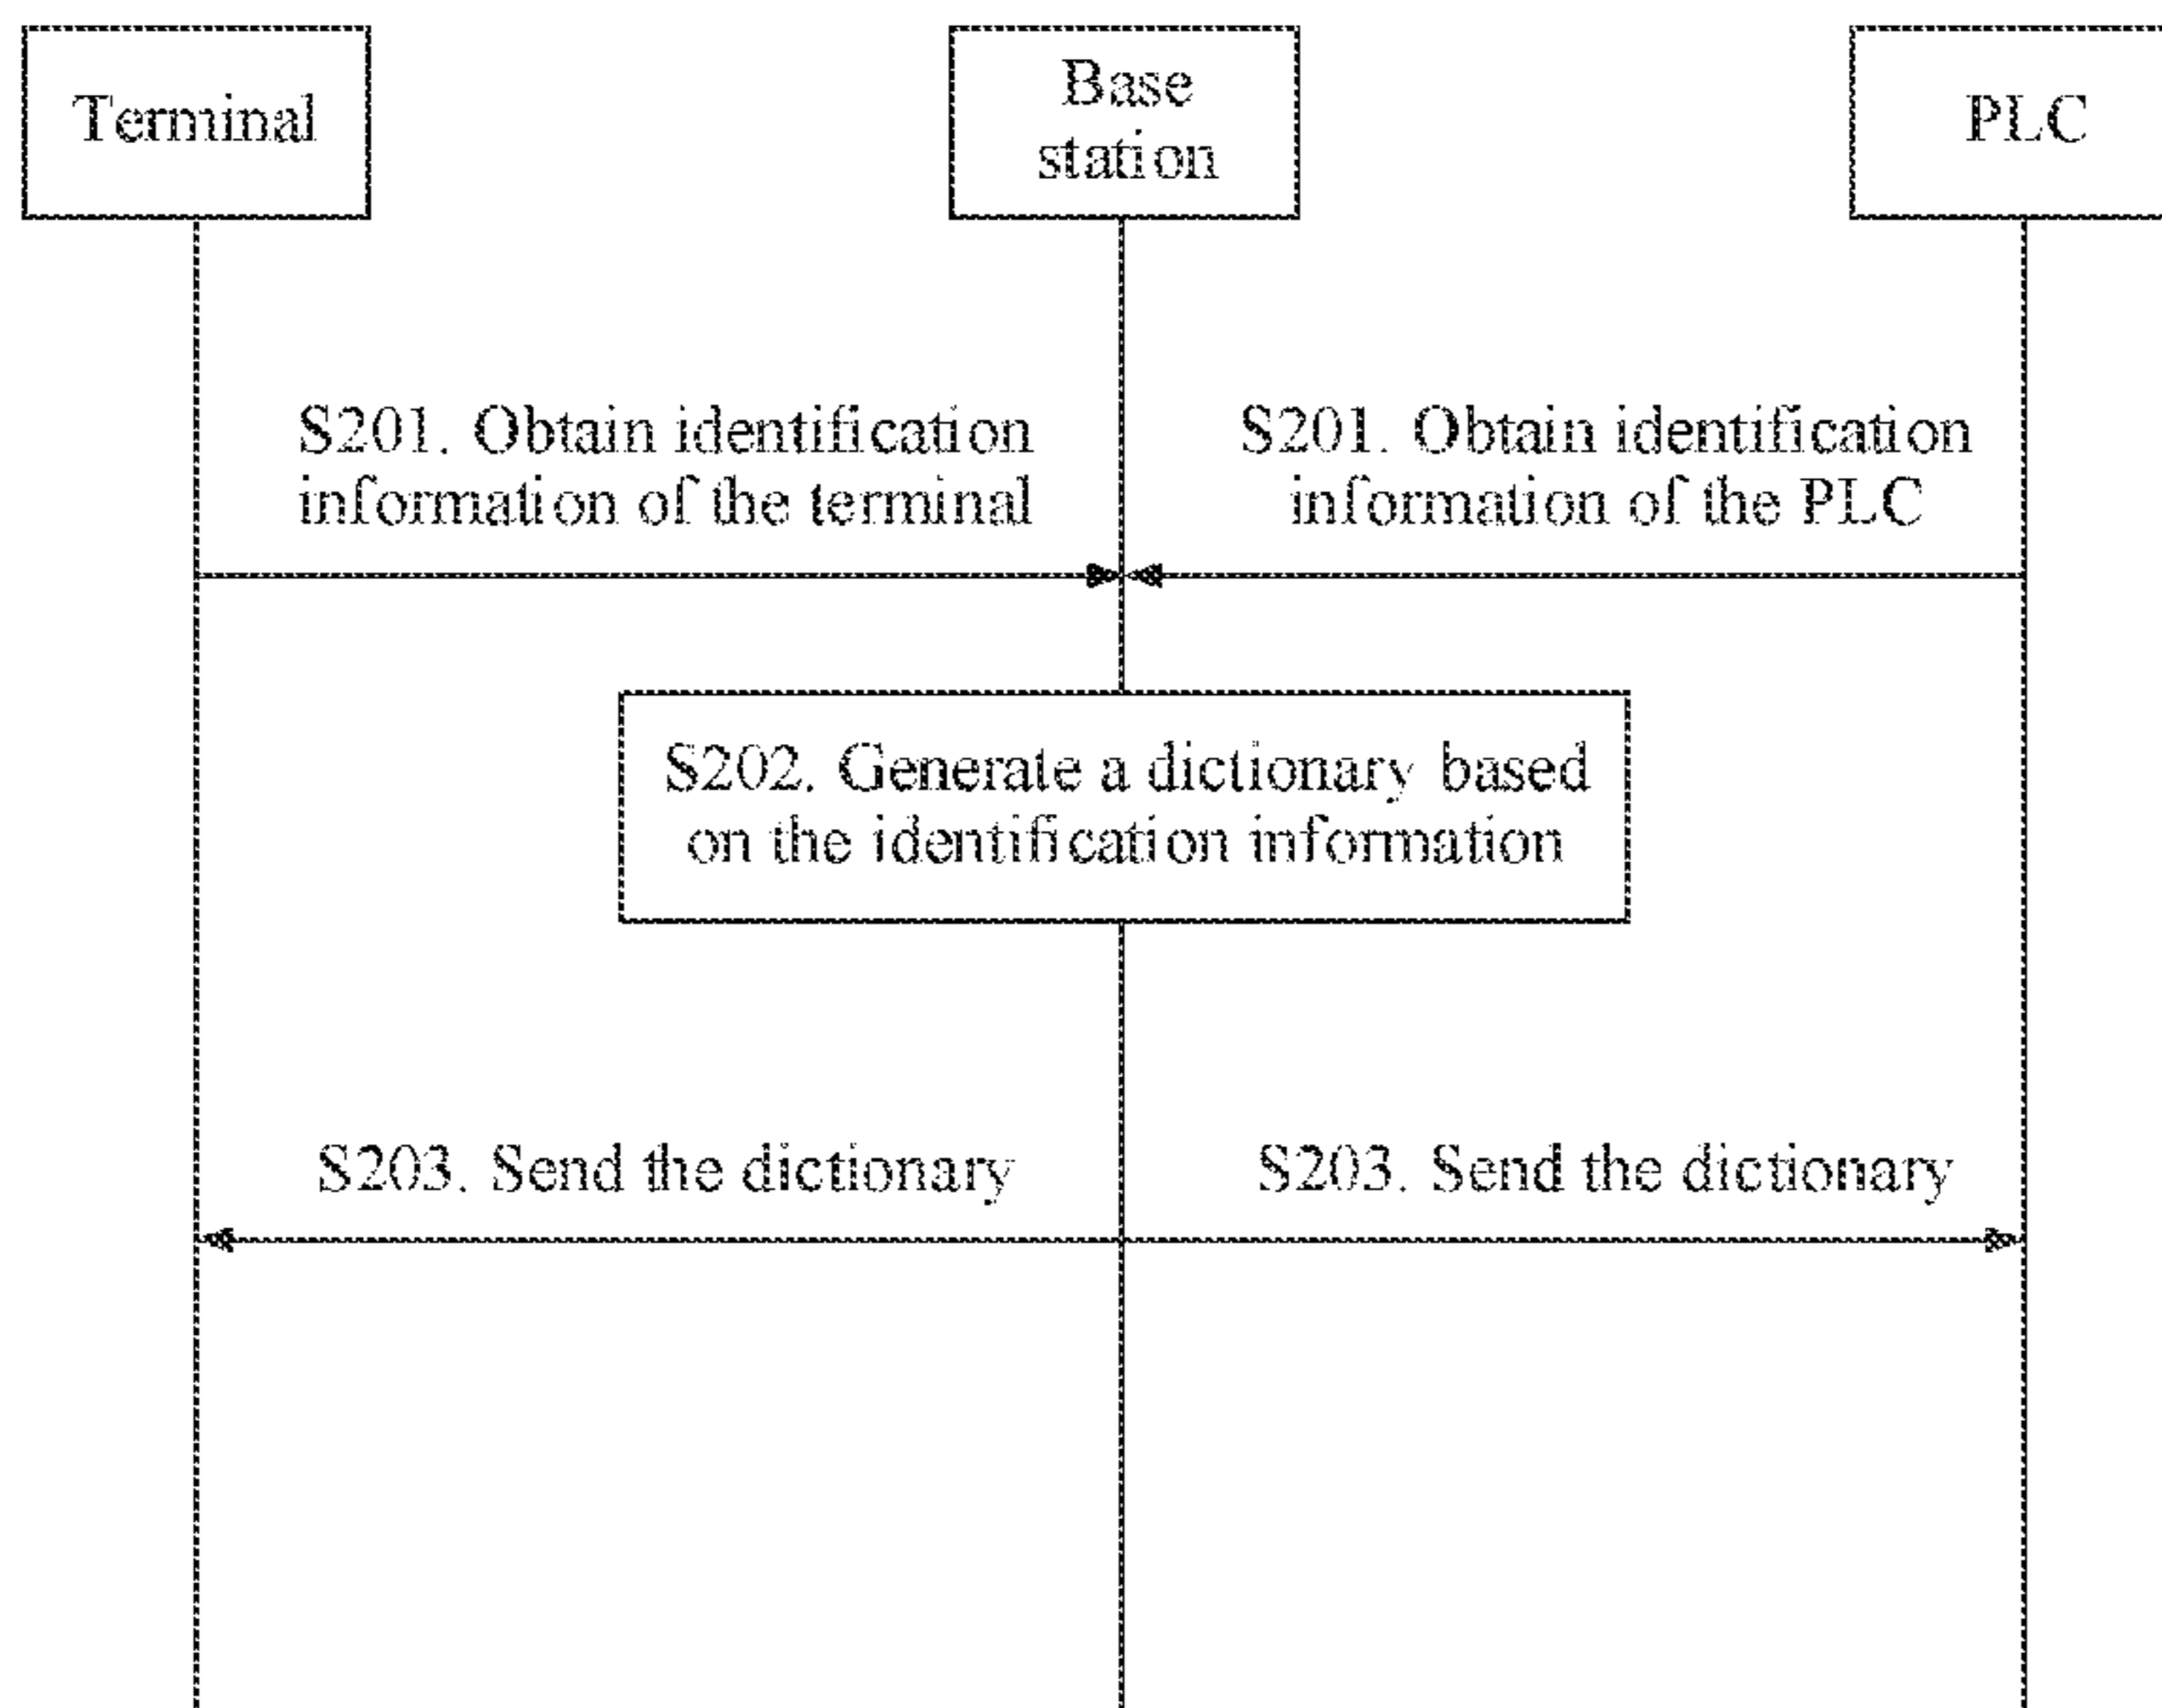 Terminal
Base
station
PLC
S201. Obtain identification
information of the terminal
S201. Obtain identification
information of the PLC
S202. Generate a dictionary based
on the identification information
S203. Send the dictionary
S203. Send the dictionary